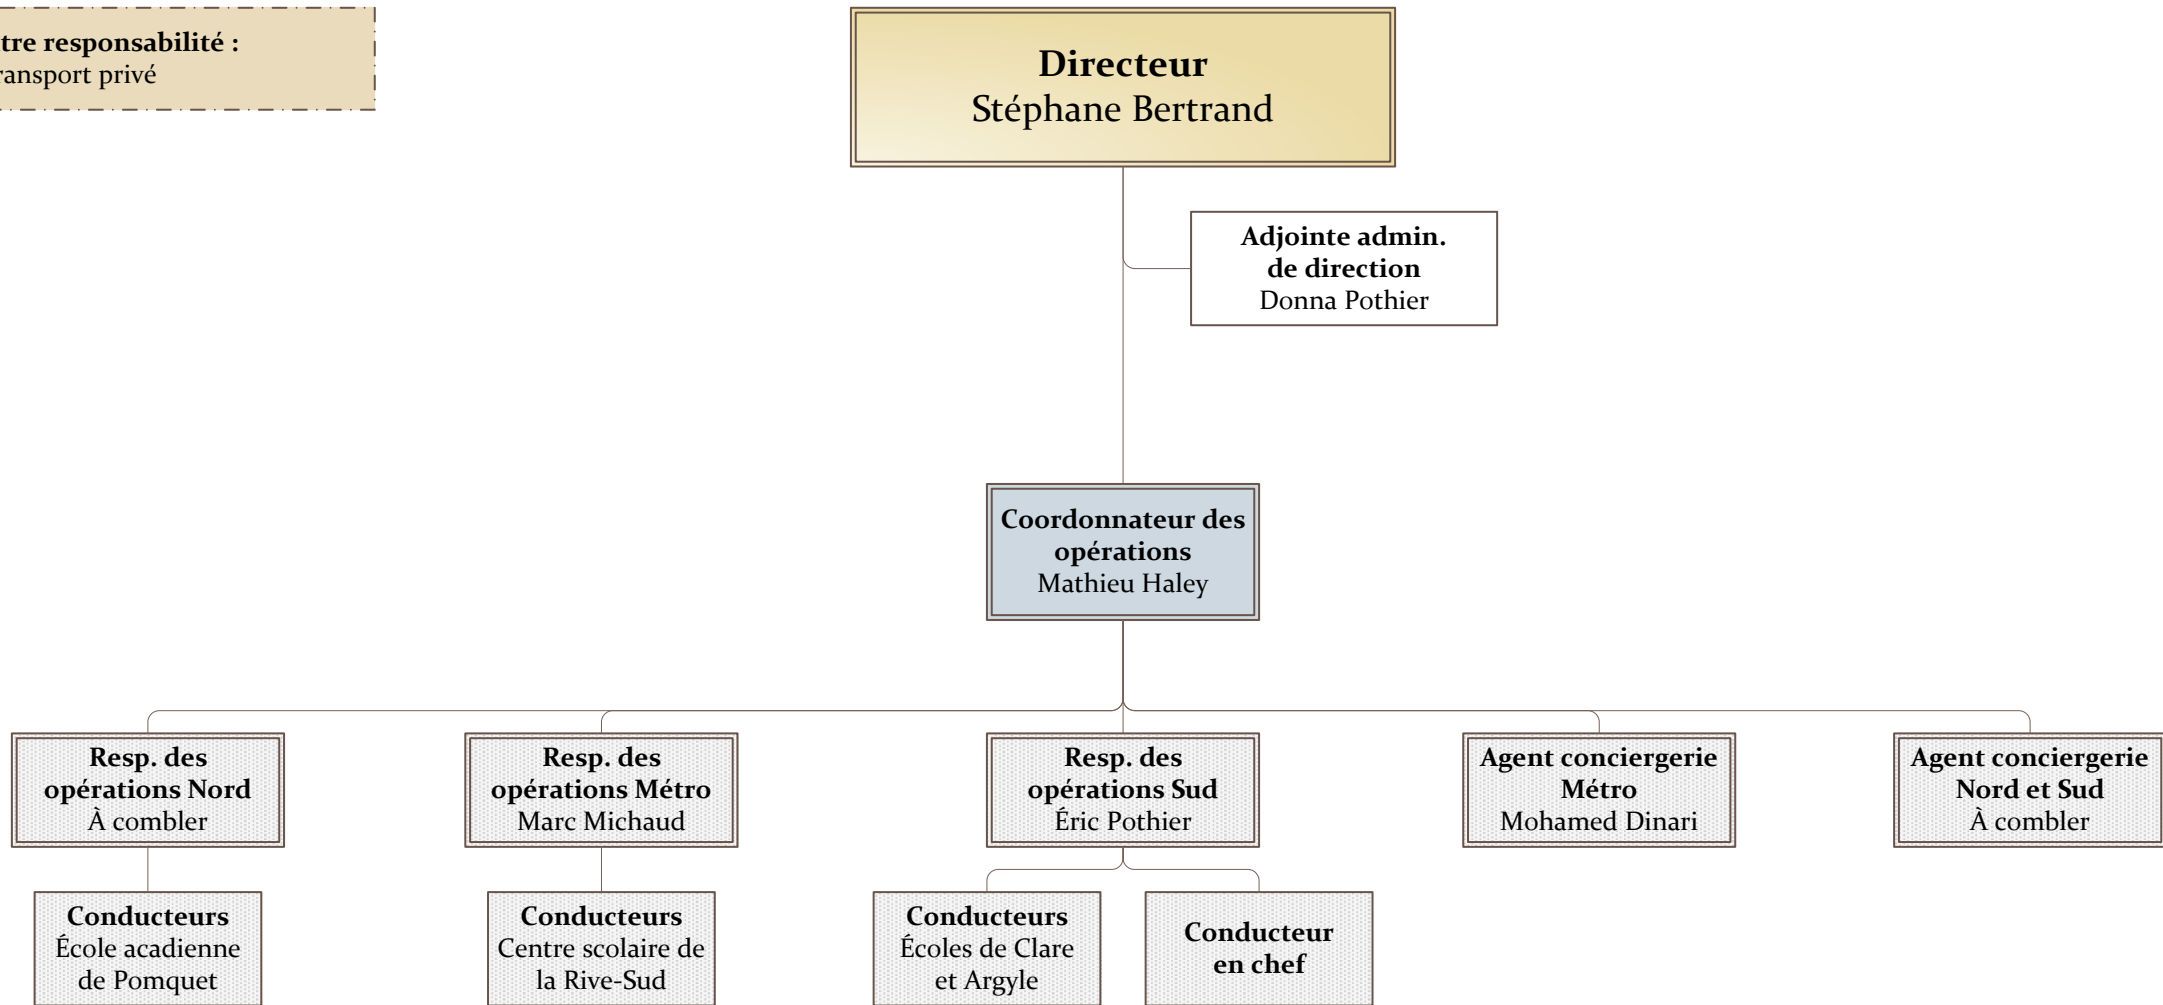 tre responsabilité :
ransport privé
Directeur
Stéphane Bertrand
Adjointe admin.
de direction
Donna Pothier
Coordonnateur des
opérations
Mathieu Haley
Resp. des
opérations Nord
À combler
Resp. des
opérations Métro
Marc Michaud
Resp. des
opérations Sud
Éric Pothier
Agent conciergerie
Métro
Mohamed Dinari
Agent conciergerie
Nord et Sud
À combler
Conducteurs
École acadienne
de Pomquet
Conducteurs
Centre scolaire de
la Rive-Sud
Conducteurs
Écoles de Clare
et Argyle
Conducteur
en chef